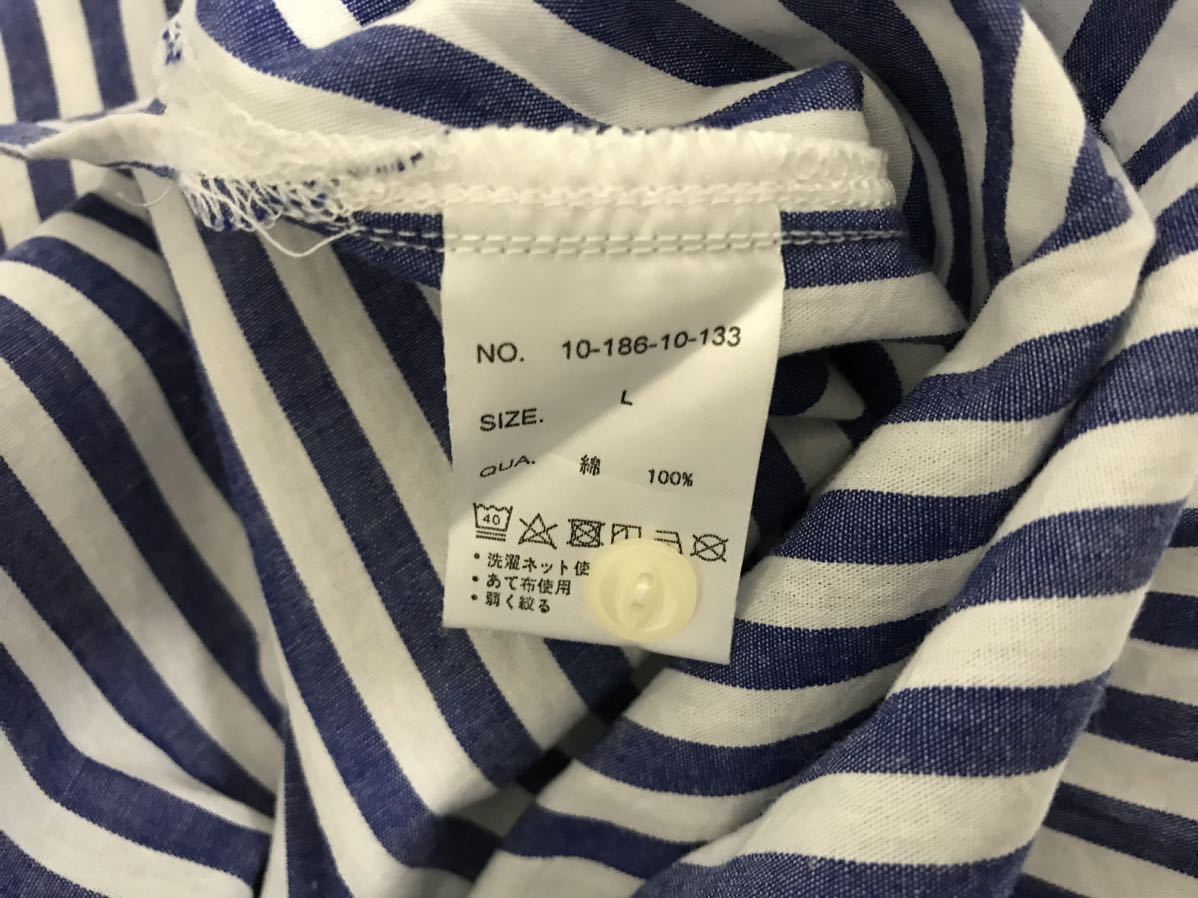 NO. 10-186-10-133
SIZE. L
QUA. 綿 100%
40
・洗濯ネット使
・あて布使用
・弱く絞る